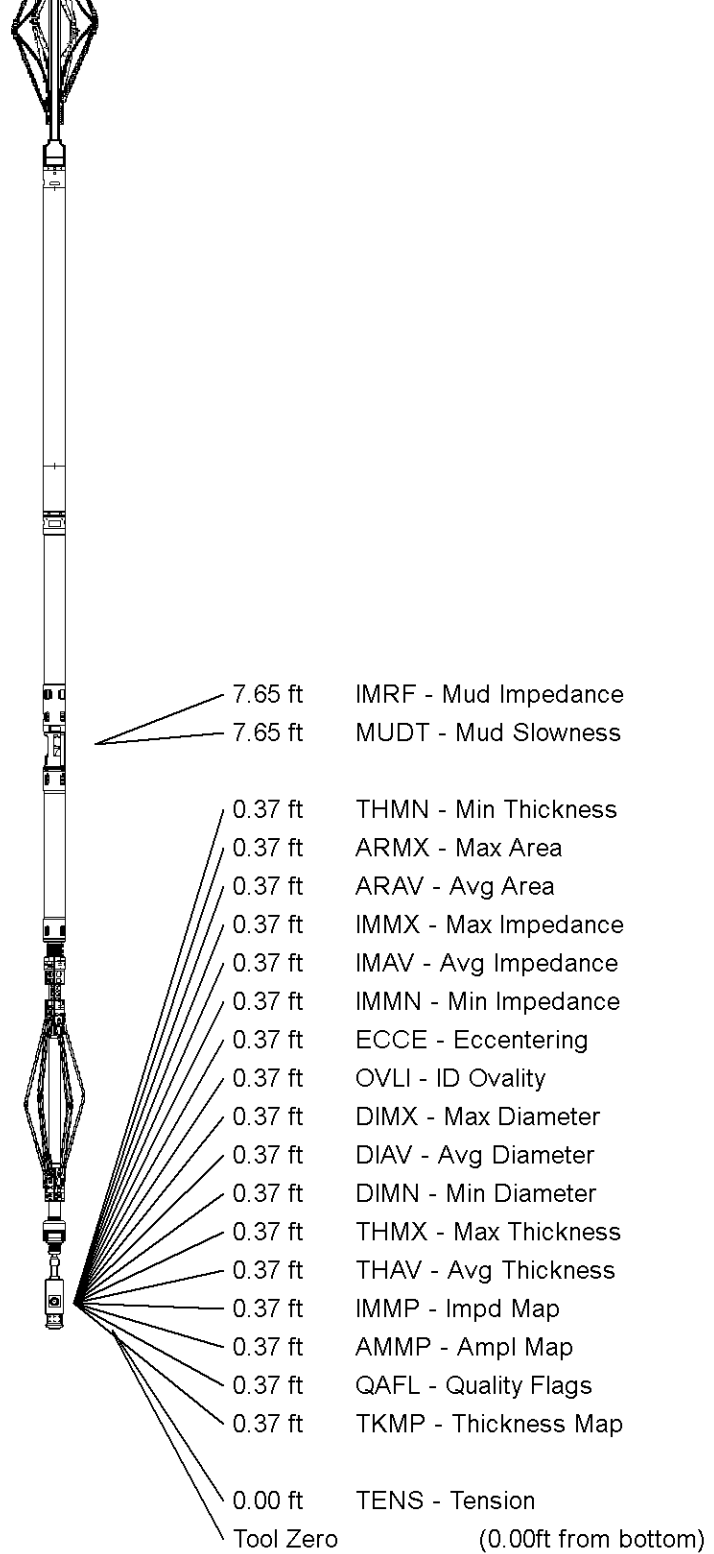 7.65 ft IMRF - Mud Impedance
7.65 ft MUDT - Mud Slowness
0.37 ft THMN - Min Thickness
0.37 ft ARMX - Max Area
0.37 ft ARAV - Avg Area
0.37 ft IMMX - Max Impedance
0.37 ft IMAV - Avg Impedance
0.37 ft IMMN - Min Impedance
0.37 ft ECCE - Eccentering
0.37 ft OVLI - ID Ovality
0.37 ft DIMX - Max Diameter
0.37 ft DIAV - Avg Diameter
0.37 ft DIMN - Min Diameter
0.37 ft THMX - Max Thickness
0.37 ft THAV - Avg Thickness
0.37 ft IMMP - Impd Map
0.37 ft AMMP - Ampl Map
0.37 ft QAFL - Quality Flags
0.37 ft TKMP - Thickness Map
0.00 ft TENS - Tension
Tool Zero (0.00ft from bottom)